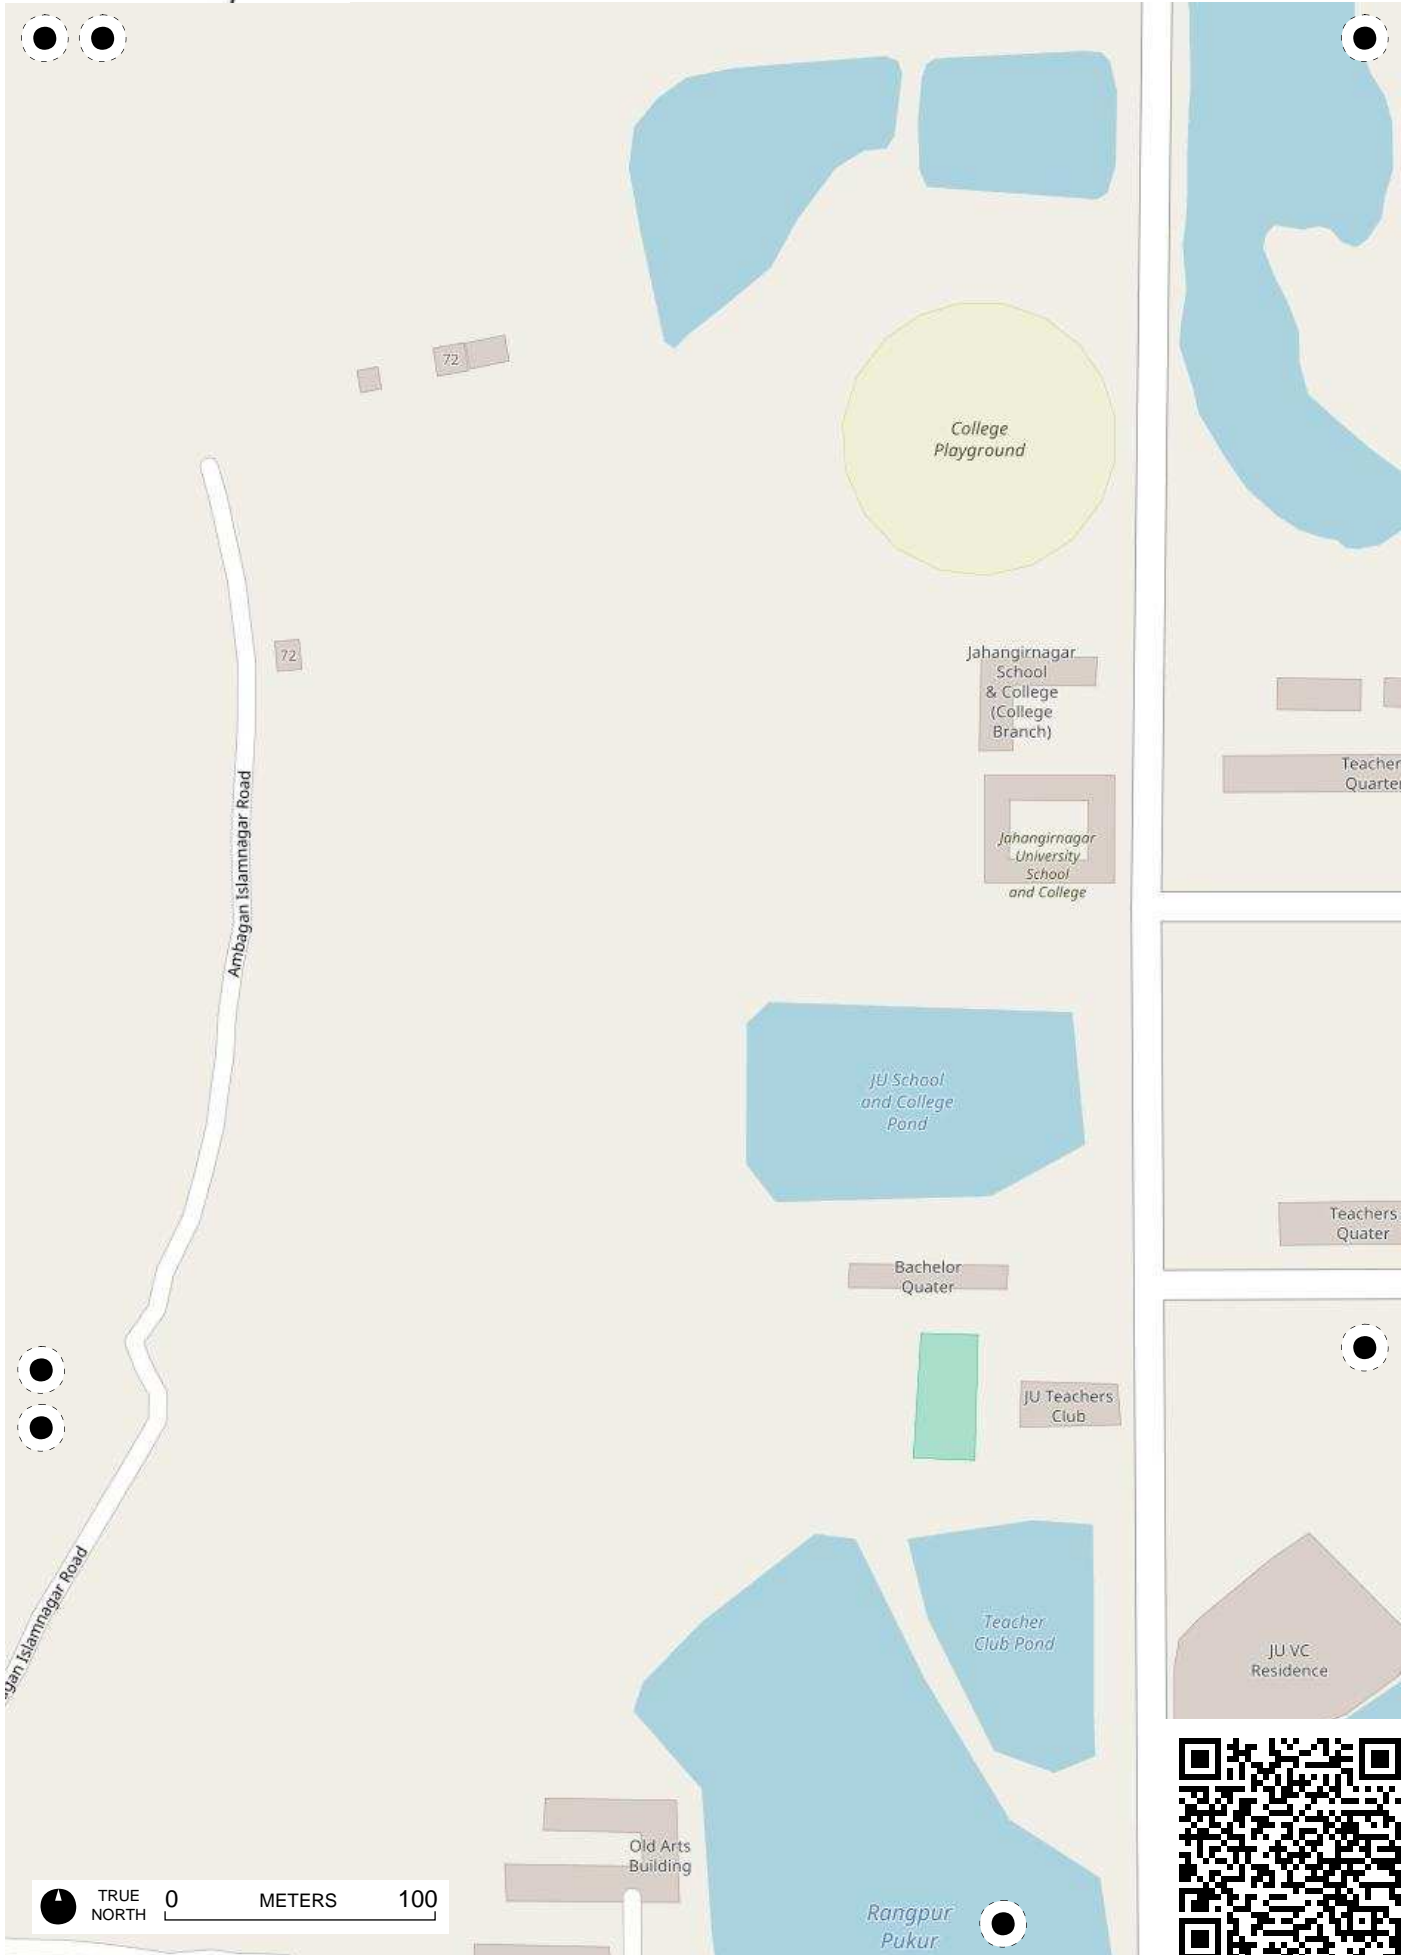 72
College
Playground
72
Jahangirnagar
School
& College
(College
Branch)
Teacher
Quarter
Jahangirnagar
University
School
and College
Ambagan Islamnagar Road
JU School
and College
Pond
Teachers
Quater
Bachelor
Quater
JU Teachers
Club
gan Islamnagar Road
Teacher
Club Pond
JU VC
Residence
Old Arts
Building
Rangpur
Pukur
TRUE
NORTH
0 METERS 100